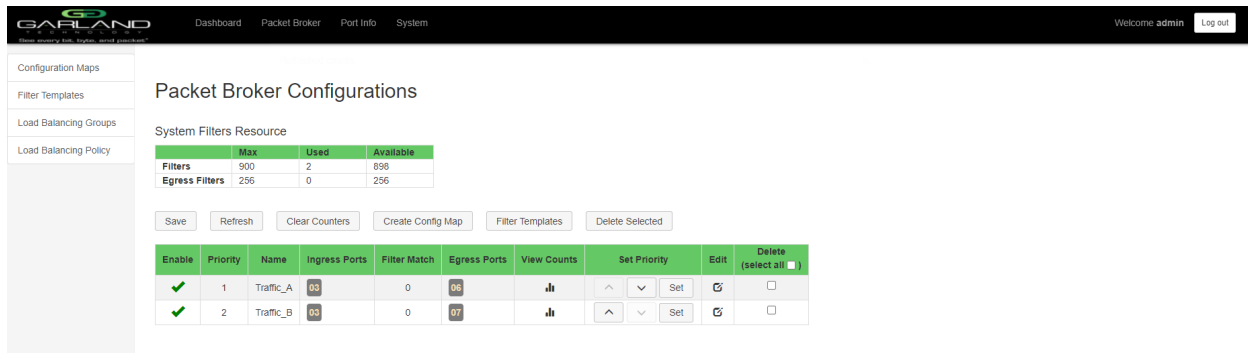 GARLAND
TECHNOLOGY
See every bit, byte, and packet®
Dashboard Packet Broker Port Info System
Welcome admin Log out
Configuration Maps
Filter Templates
Load Balancing Groups
Load Balancing Policy
Packet Broker Configurations
System Filters Resource
Max Used Available
Filters 900 2 898
Egress Filters 256 0 256
Save Refresh Clear Counters Create Config Map Filter Templates Delete Selected
Enable Priority Name Ingress Ports Filter Match Egress Ports View Counts Set Priority Edit Delete
(select all )
1 Traffic_A 03 0 06 Set
2 Traffic_B 03 0 07 Set